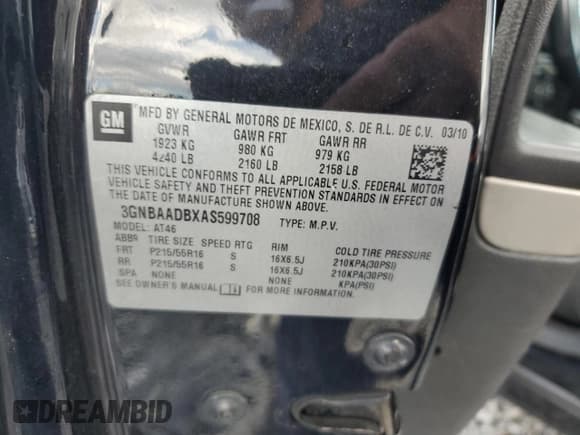 GM
MFD BY GENERAL MOTORS DE MEXICO, S. DE R.L. DE C.V. 03/10
GVWR GAWR FRT GAWR RR
1923 KG 980 KG 979 KG
4240 LB 2160 LB 2158 LB
THIS VEHICLE CONFORMS TO ALL APPLICABLE U.S. FEDERAL MOTOR
VEHICLE SAFETY AND THEFT PREVENTION STANDARDS IN EFFECT ON
THE DATE OF MANUFACTURE SHOWN ABOVE.
3GNBAADBXAS599708 TYPE: M.P.V.
MODEL: AT46
ABBR TIRE SIZE SPEED RTG RIM COLD TIRE PRESSURE
FRT P215/55R16 S 16X6.5J 210KPA(30PSI)
RR P215/55R16 S 16X6.5J 210KPA(30PSI)
SPA NONE NONE KPA(PSI)
SEE OWNER'S MANUAL FOR MORE INFORMATION.
DREAMBID